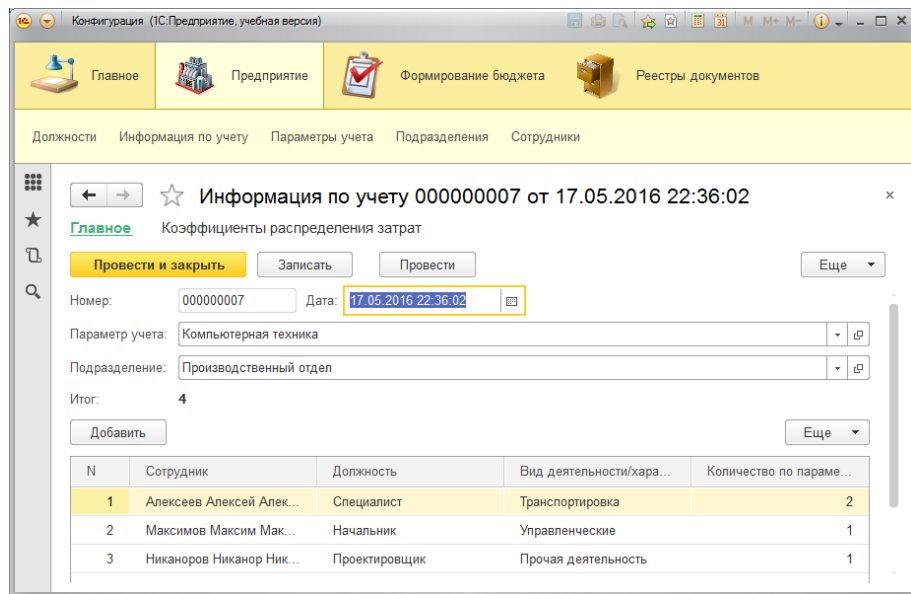 Конфигурация (1С:Предприятие, учебная версия) M M+ M-
Главное Предприятие Формирование бюджета Реестры документов
Должности Информация по учету Параметры учета Подразделения Сотрудники
Информация по учету 000000007 от 17.05.2016 22:36:02
Главное Коэффициенты распределения затрат
Провести и закрыть Записать Провести Еще
Номер: 000000007 Дата: 17.05.2016 22:36:02
Параметр учета: Компьютерная техника
Подразделение: Производственный отдел
Итог: 4
Добавить Еще
N Сотрудник Должность Вид деятельности/хара... Количество по параме...
1 Алексеев Алексей Алек... Специалист Транспортировка 2
2 Максимов Максим Мак... Начальник Управленческие 1
3 Никаноров Никанор Ник... Проектировщик Прочая деятельность 1